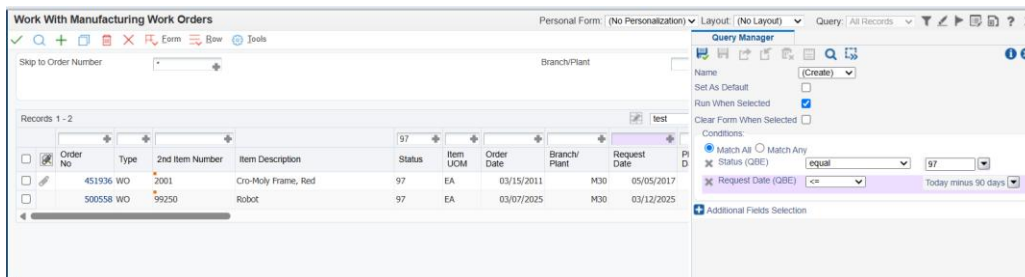 Work With Manufacturing Work Orders
Personal Form: (No Personalization) Layout: (No Layout) Query: All Records
Form Row Tools
Query Manager
Skip to Order Number * Branch/Plant
Name (Create)
Set As Default
Run When Selected
Clear Form When Selected
Conditions:
Match All Match Any
Status (QBE) equal 97
Request Date (QBE) <= Today minus 90 days
Additional Fields Selection
Records 1 - 2 test
97
Order No Type 2nd Item Number Item Description Status Item UOM Order Date Branch/ Plant Request Date
451936 WO 2001 Cro-Moly Frame, Red 97 EA 03/15/2011 M30 05/05/2017
500558 WO 99250 Robot 97 EA 03/07/2025 M30 03/12/2025